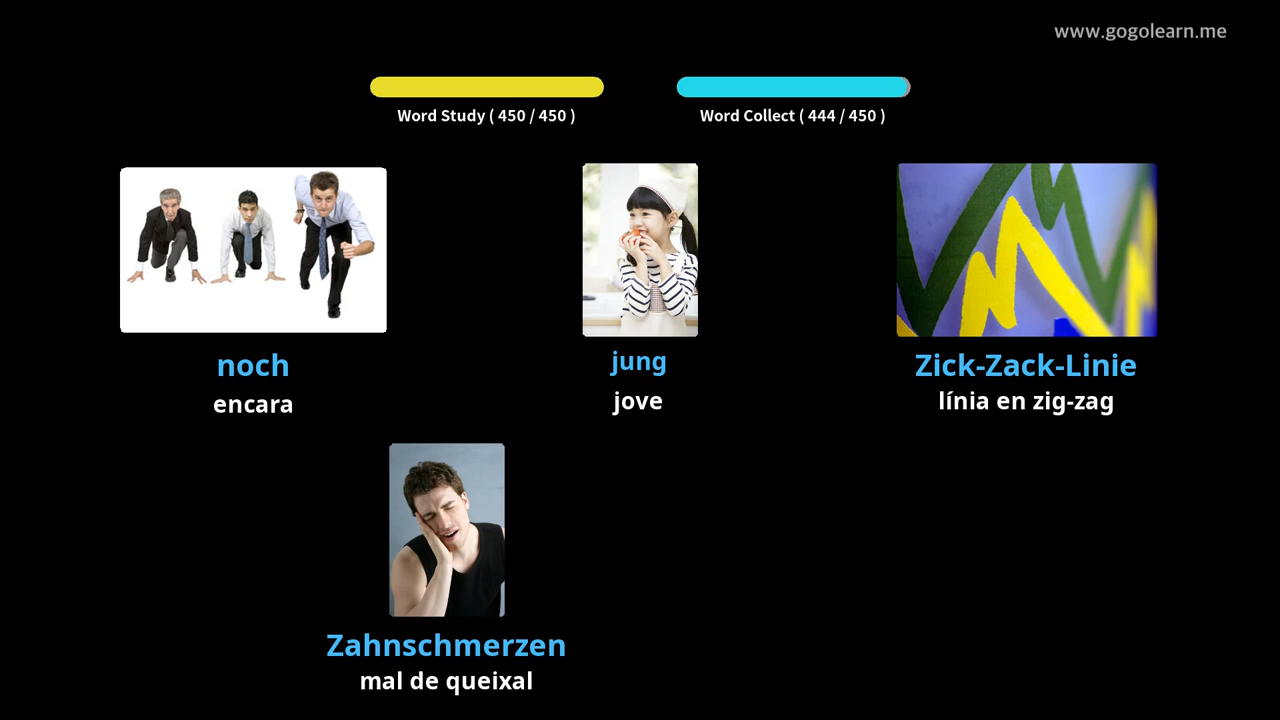 www.gogolearn.me
Word Study ( 450 / 450 )
Word Collect ( 444 / 450 )
noch
encara
jung
jove
Zick-Zack-Linie
línia en zig-zag
Zahnschmerzen
mal de queixal